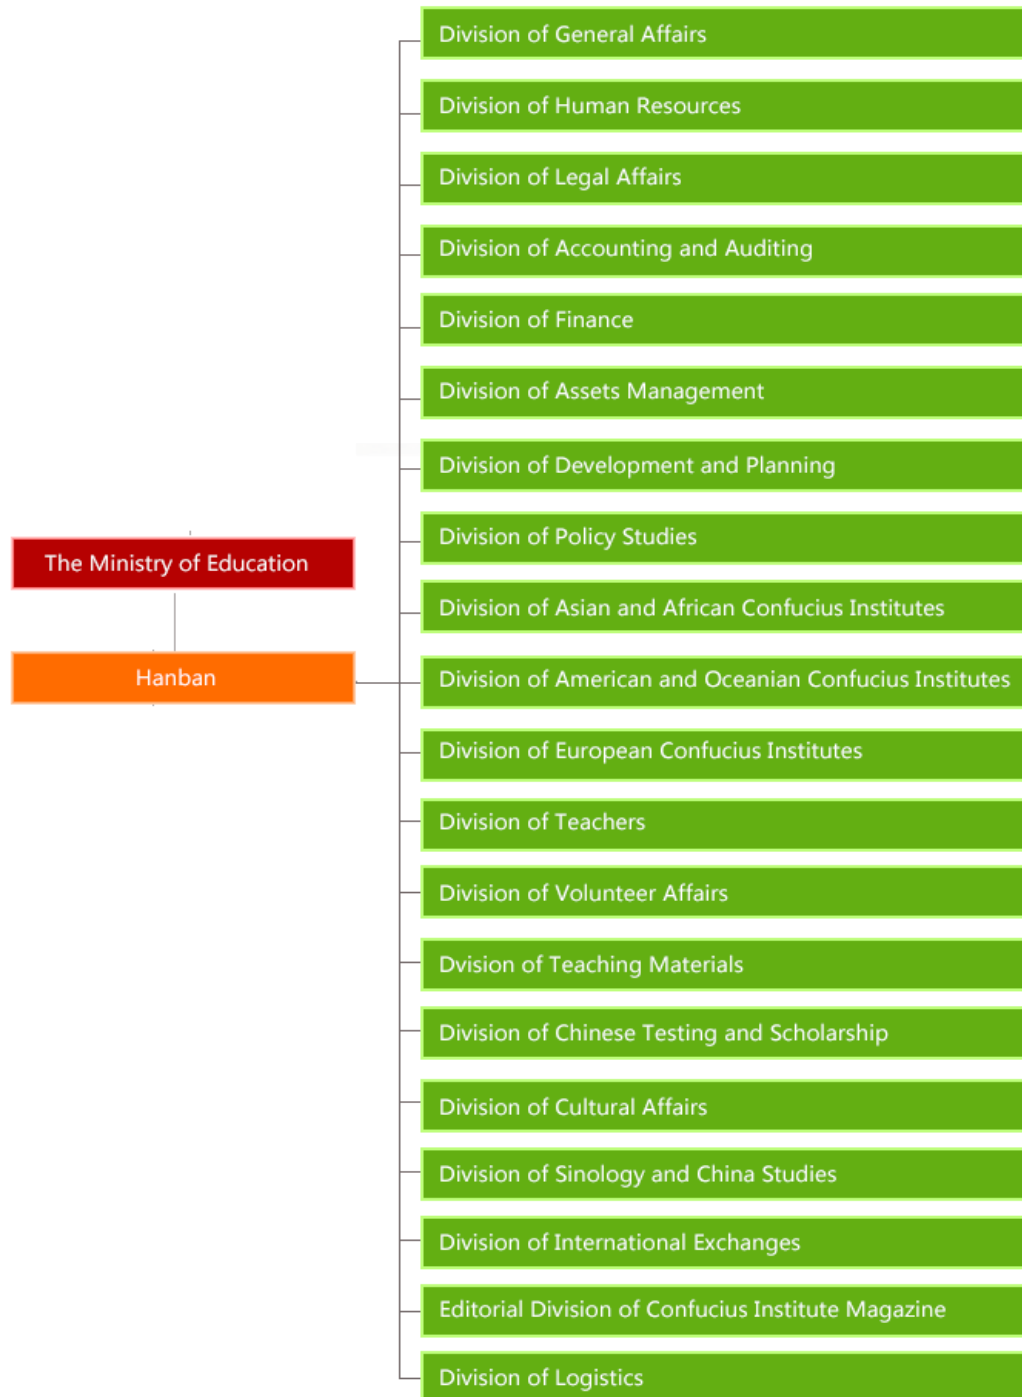 The Ministry of Education
Hanban
Division of General Affairs
Division of Human Resources
Division of Legal Affairs
Division of Accounting and Auditing
Division of Finance
Division of Assets Management
Division of Development and Planning
Division of Policy Studies
Division of Asian and African Confucius Institutes
Division of American and Oceanian Confucius Institutes
Division of European Confucius Institutes
Division of Teachers
Division of Volunteer Affairs
Dvision of Teaching Materials
Division of Chinese Testing and Scholarship
Division of Cultural Affairs
Division of Sinology and China Studies
Division of International Exchanges
Editorial Division of Confucius Institute Magazine
Division of Logistics